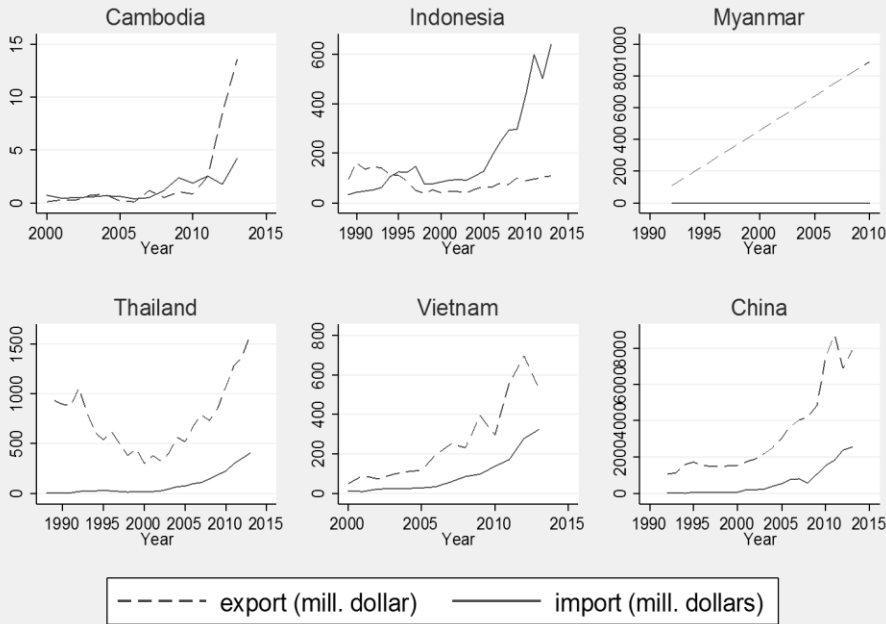 Cambodia
15
10
5
0
2000 2005 2010 2015
Year
Indonesia
600
400
200
0
1990 1995 2000 2005 2010 2015
Year
Myanmar
1000
800
600
400
200
0
1990 1995 2000 2005 2010
Year
Thailand
1500
1000
500
0
1990 1995 2000 2005 2010 2015
Year
Vietnam
800
600
400
200
0
2000 2005 2010 2015
Year
China
8000
6000
4000
2000
0
1990 1995 2000 2005 2010 2015
Year
export (mill. dollar) import (mill. dollars)